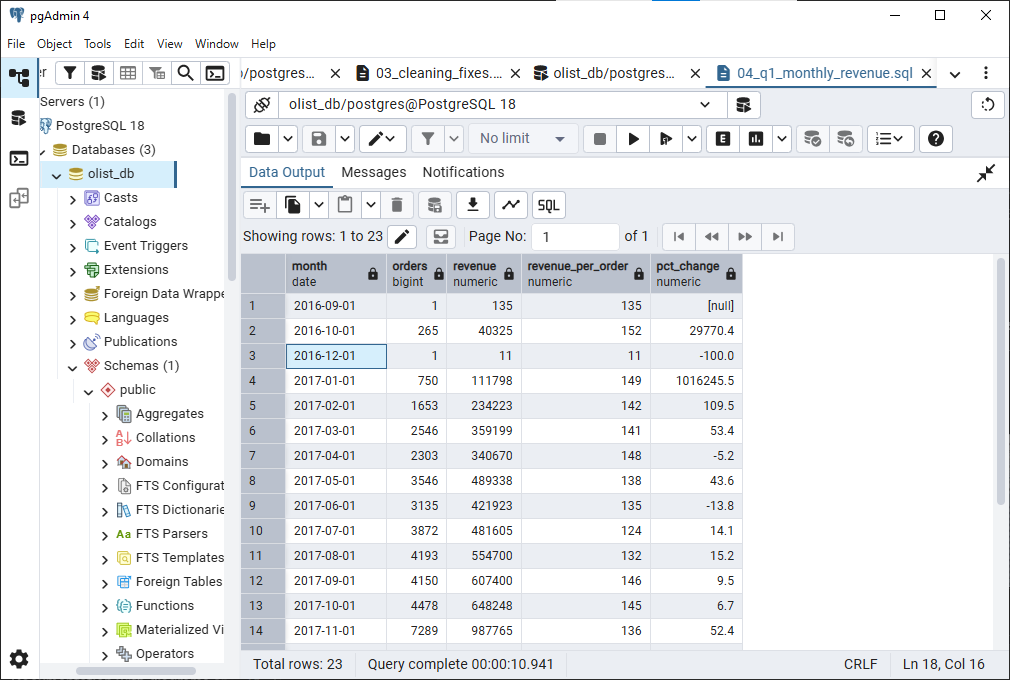 pgAdmin 4
File Object Tools Edit View Window Help
er
o/postgres... 03_cleaning_fixes.... olist_db/postgres... 04_q1_monthly_revenue.sql
Servers (1)
PostgreSQL 18
Databases (3)
olist_db
Casts
Catalogs
Event Triggers
Extensions
Foreign Data Wrappe
Languages
Publications
Schemas (1)
public
Aggregates
Collations
Domains
FTS Configurat
FTS Dictionarie
FTS Parsers
FTS Templates
Foreign Tables
Functions
Materialized Vi
Operators
olist_db/postgres@PostgreSQL 18
No limit E
Data Output Messages Notifications
SQL
Showing rows: 1 to 23 Page No: 1 of 1
month orders revenue revenue_per_order pct_change
date bigint numeric numeric numeric
1 2016-09-01 1 135 135 [null]
2 2016-10-01 265 40325 152 29770.4
3 2016-12-01 1 11 11 -100.0
4 2017-01-01 750 111798 149 1016245.5
5 2017-02-01 1653 234223 142 109.5
6 2017-03-01 2546 359199 141 53.4
7 2017-04-01 2303 340670 148 -5.2
8 2017-05-01 3546 489338 138 43.6
9 2017-06-01 3135 421923 135 -13.8
10 2017-07-01 3872 481605 124 14.1
11 2017-08-01 4193 554700 132 15.2
12 2017-09-01 4150 607400 146 9.5
13 2017-10-01 4478 648248 145 6.7
14 2017-11-01 7289 987765 136 52.4
Total rows: 23 Query complete 00:00:10.941 CRLF Ln 18, Col 16